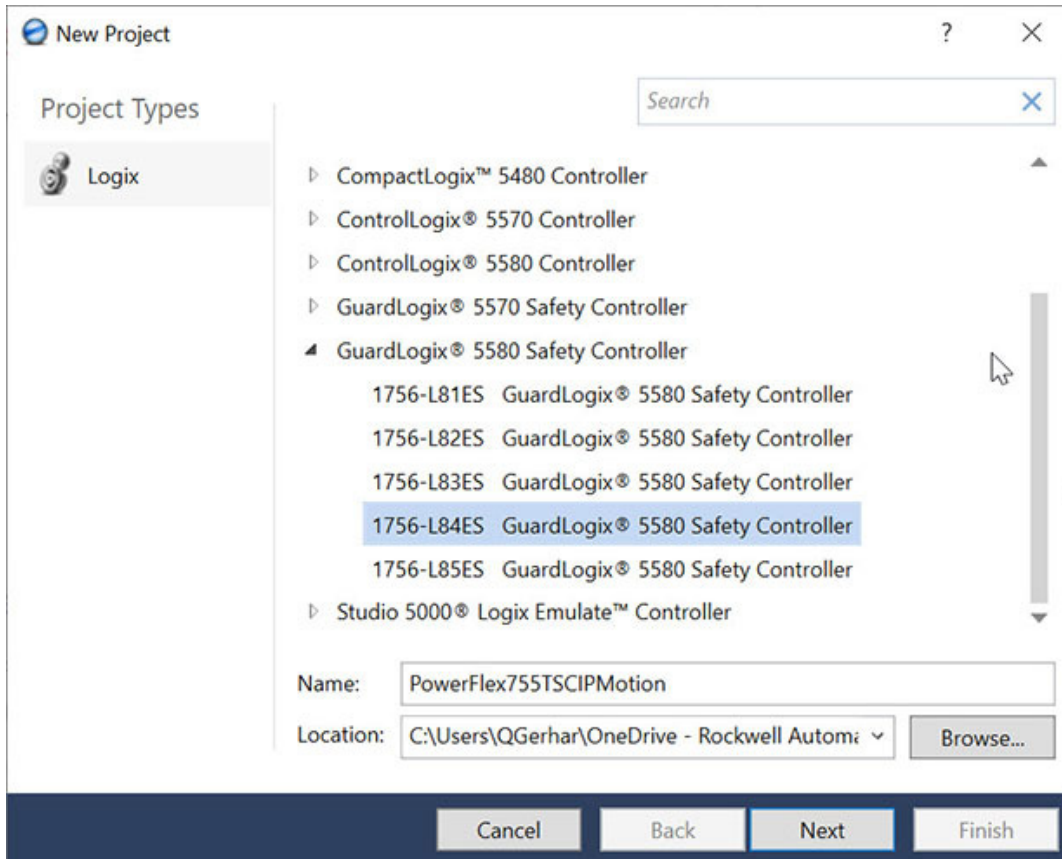 New Project
?
Project Types
Search
Logix
CompactLogix™ 5480 Controller
ControlLogix® 5570 Controller
ControlLogix® 5580 Controller
GuardLogix® 5570 Safety Controller
GuardLogix® 5580 Safety Controller
1756-L81ES GuardLogix® 5580 Safety Controller
1756-L82ES GuardLogix® 5580 Safety Controller
1756-L83ES GuardLogix® 5580 Safety Controller
1756-L84ES GuardLogix® 5580 Safety Controller
1756-L85ES GuardLogix® 5580 Safety Controller
Studio 5000® Logix Emulate™ Controller
Name: PowerFlex755TSCIPMotion
Location: C:\Users\QGerhar\OneDrive - Rockwell Automa Browse...
Cancel Back Next Finish